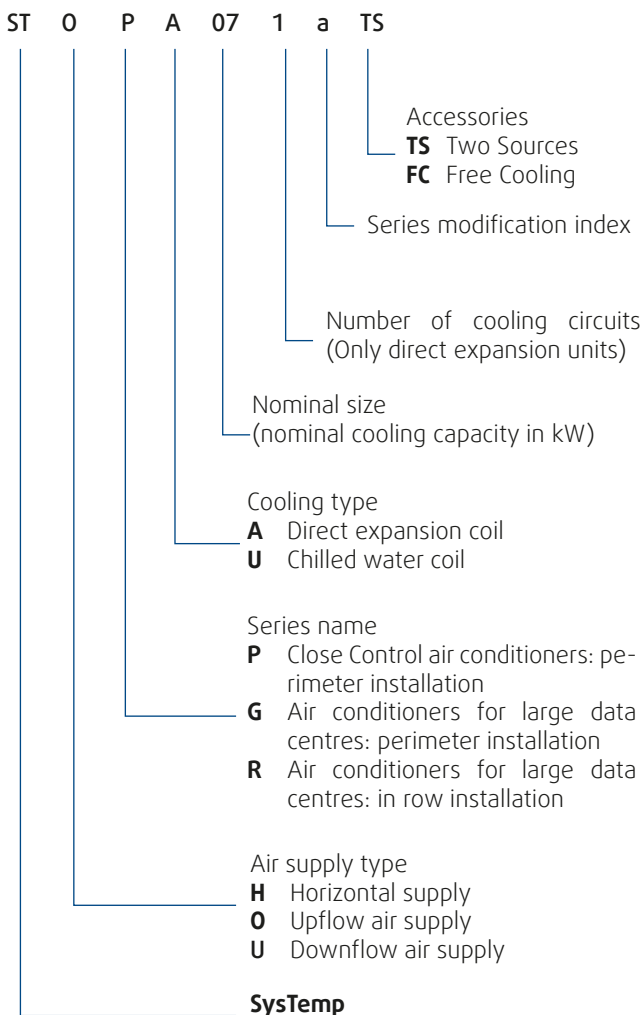 ST O P A 07 1 a TS
Accessories
TS Two Sources
FC Free Cooling
Series modification index
Number of cooling circuits
(Only direct expansion units)
Nominal size
(nominal cooling capacity in kW)
Cooling type
A Direct expansion coil
U Chilled water coil
Series name
P Close Control air conditioners: pe-
rimeter installation
G Air conditioners for large data
centres: perimeter installation
R Air conditioners for large data
centres: in row installation
Air supply type
H Horizontal supply
O Upflow air supply
U Downflow air supply
SysTemp